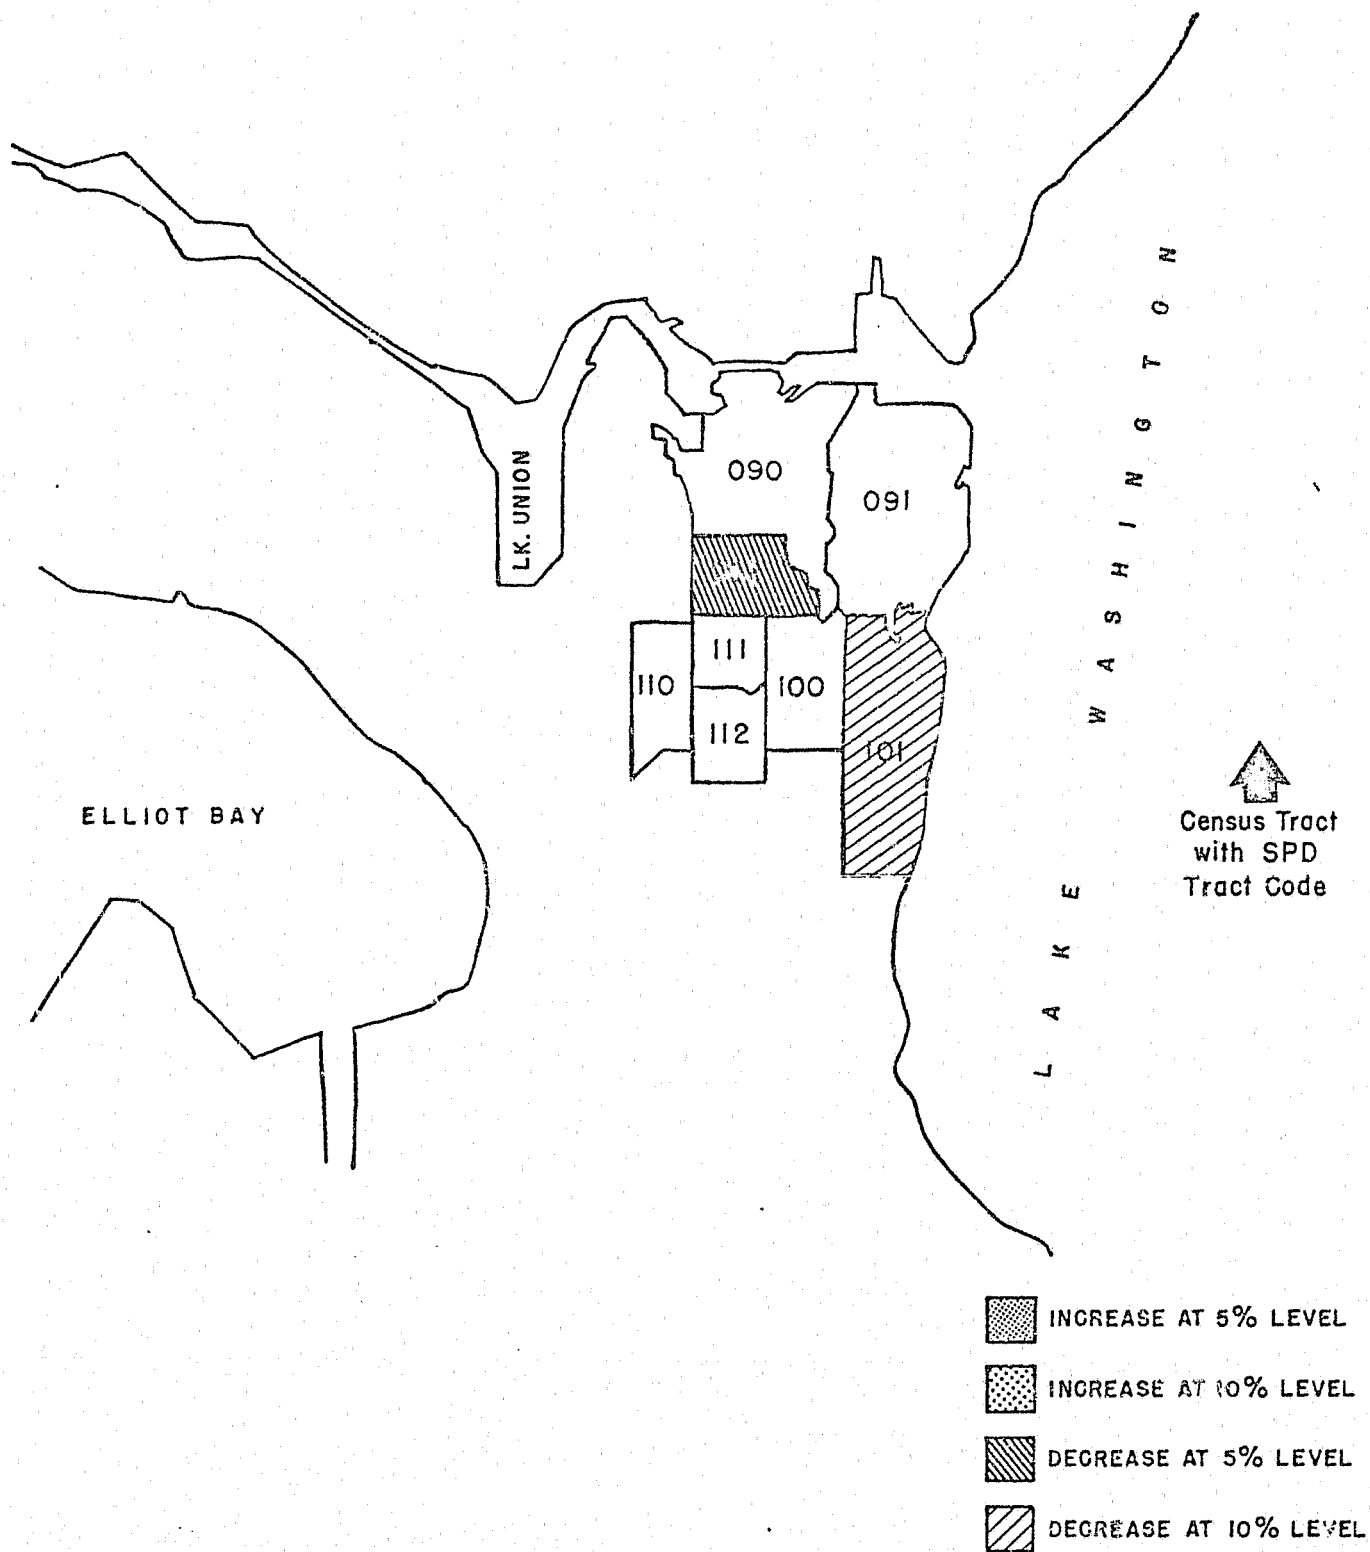 LK. UNION
090
091
111
110
100
112
101
ELLIOT BAY
LAKE WASHINGTON
Census Tract
with SPD
Tract Code
INCREASE AT 5% LEVEL
INCREASE AT 10% LEVEL
DECREASE AT 5% LEVEL
DECREASE AT 10% LEVEL